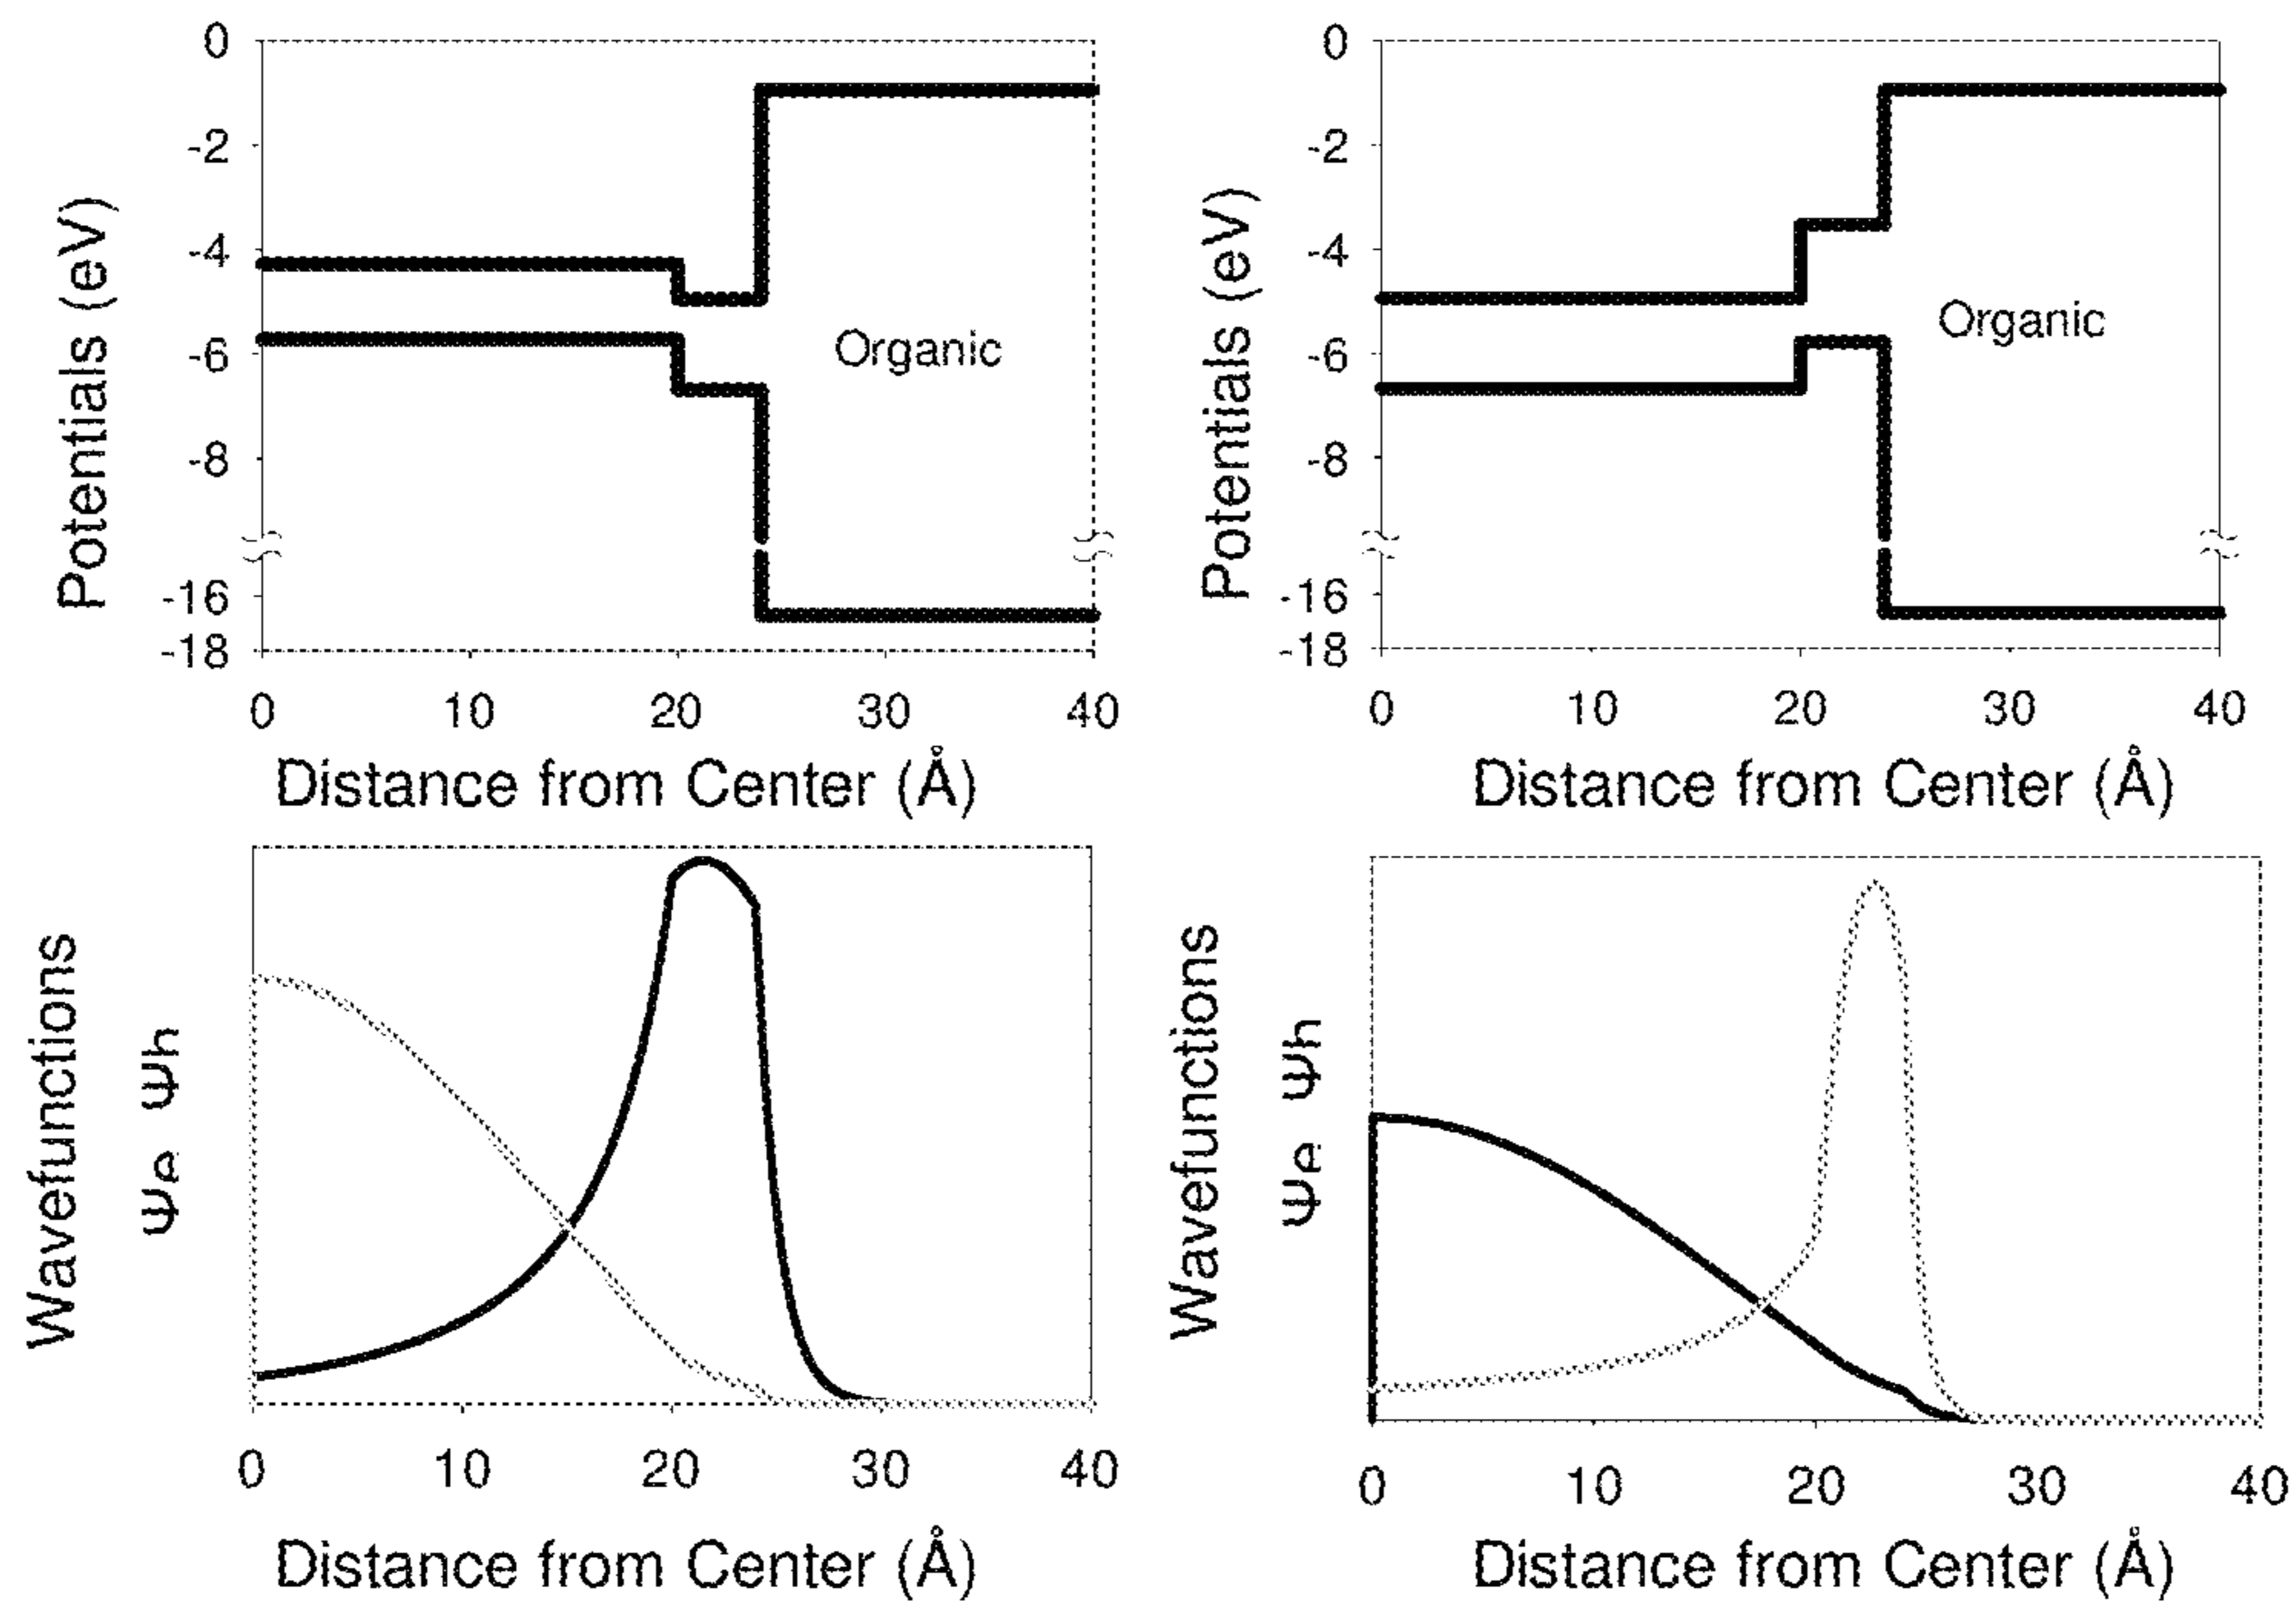 0
-2
-4
-6
-8
-16
-18
Potentials (eV)
Organic
0 10 20 30 40
Distance from Center (Å)
0
-2
-4
-6
-8
-16
-18
Potentials (eV)
Organic
0 10 20 30 40
Distance from Center (Å)
Wavefunctions
Ψe Ψh
0 10 20 30 40
Distance from Center (Å)
Wavefunctions
Ψe Ψh
0 10 20 30 40
Distance from Center (Å)